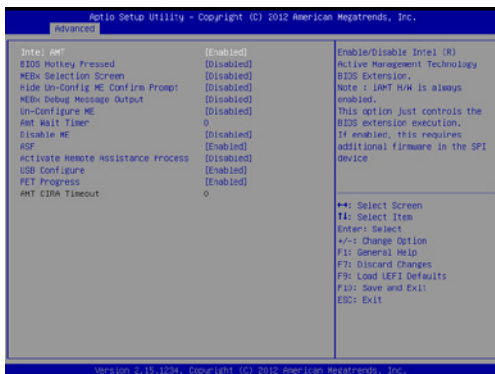 Aptio Setup Utility - Copyright (C) 2012 American Megatrends, Inc.
Advanced
Intel AMT [Enabled]
BIOS Hotkey Pressed [Disabled]
MEBx Selection Screen [Disabled]
Hide Un-Config ME Confirm Prompt [Disabled]
MEBx Debug Message Output [Disabled]
Un-Configure ME [Disabled]
Amt Wait Timer 0
Disable ME [Disabled]
ASF [Enabled]
Activate Remote Assistance Process [Disabled]
USB Configure [Enabled]
PET Progress [Enabled]
AMT CIRA Timeout 0
Enable/Disable Intel (R)
Active Management Technology
BIOS Extension.
Note : iAMT H/W is always
enabled.
This option just controls the
BIOS extension execution.
If enabled, this requires
additional firmware in the SPI
device
↔: Select Screen
↑↓: Select Item
Enter: Select
+/-: Change Option
F1: General Help
F7: Discard Changes
F9: Load UEFI Defaults
F10: Save and Exit
ESC: Exit
Version 2.15.1234. Copyright (C) 2012 American Megatrends, Inc.